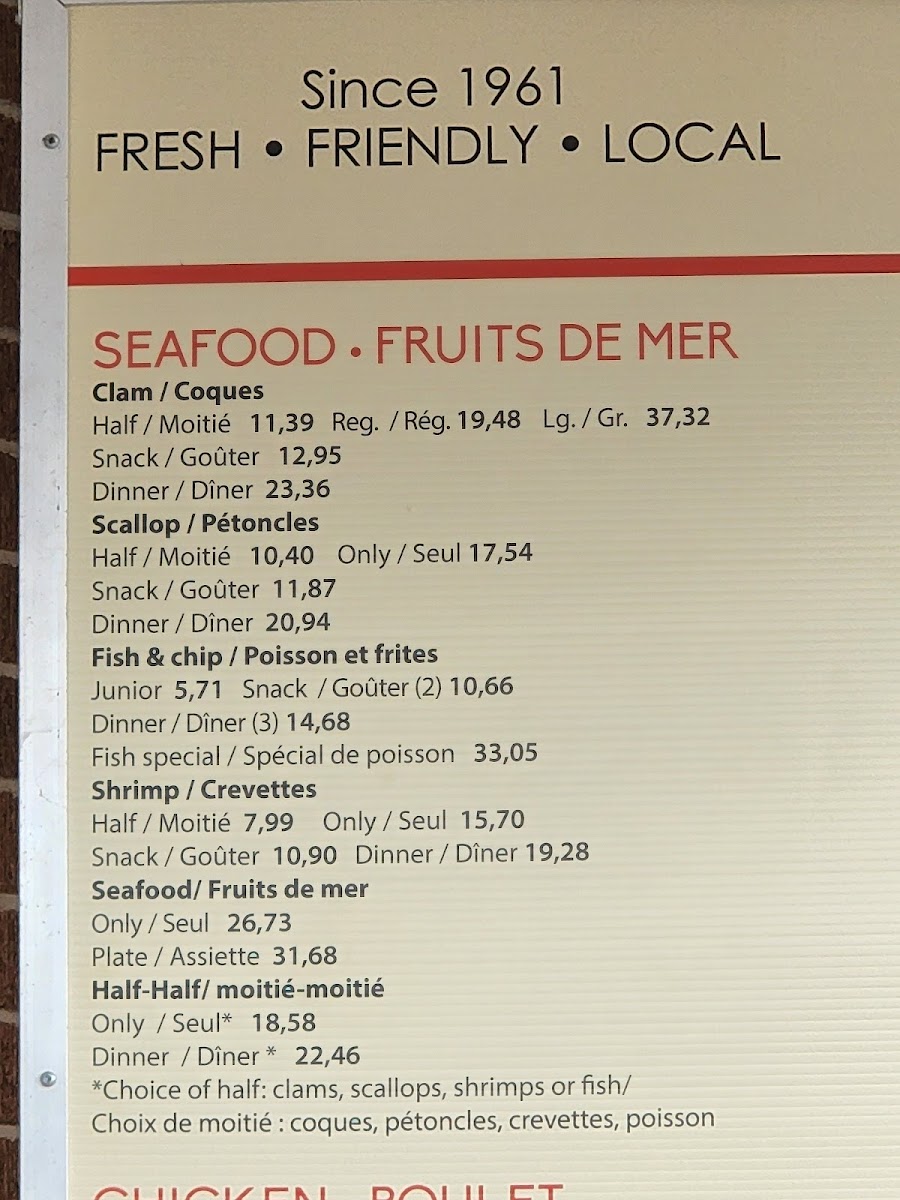 Since 1961
FRESH • FRIENDLY • LOCAL
SEAFOOD • FRUITS DE MER
Clam / Coques
Half / Moitié 11,39 Reg. / Rég. 19,48 Lg. / Gr. 37,32
Snack / Goûter 12,95
Dinner / Dîner 23,36
Scallop / Pétoncles
Half / Moitié 10,40 Only / Seul 17,54
Snack / Goûter 11,87
Dinner / Dîner 20,94
Fish & chip / Poisson et frites
Junior 5,71 Snack / Goûter (2) 10,66
Dinner / Dîner (3) 14,68
Fish special / Spécial de poisson 33,05
Shrimp / Crevettes
Half / Moitié 7,99 Only / Seul 15,70
Snack / Goûter 10,90 Dinner / Dîner 19,28
Seafood/ Fruits de mer
Only / Seul 26,73
Plate / Assiette 31,68
Half-Half/ moitié-moitié
Only / Seul* 18,58
Dinner / Dîner * 22,46
*Choice of half: clams, scallops, shrimps or fish/
Choix de moitié : coques, pétoncles, crevettes, poisson
CHICKEN • POULET